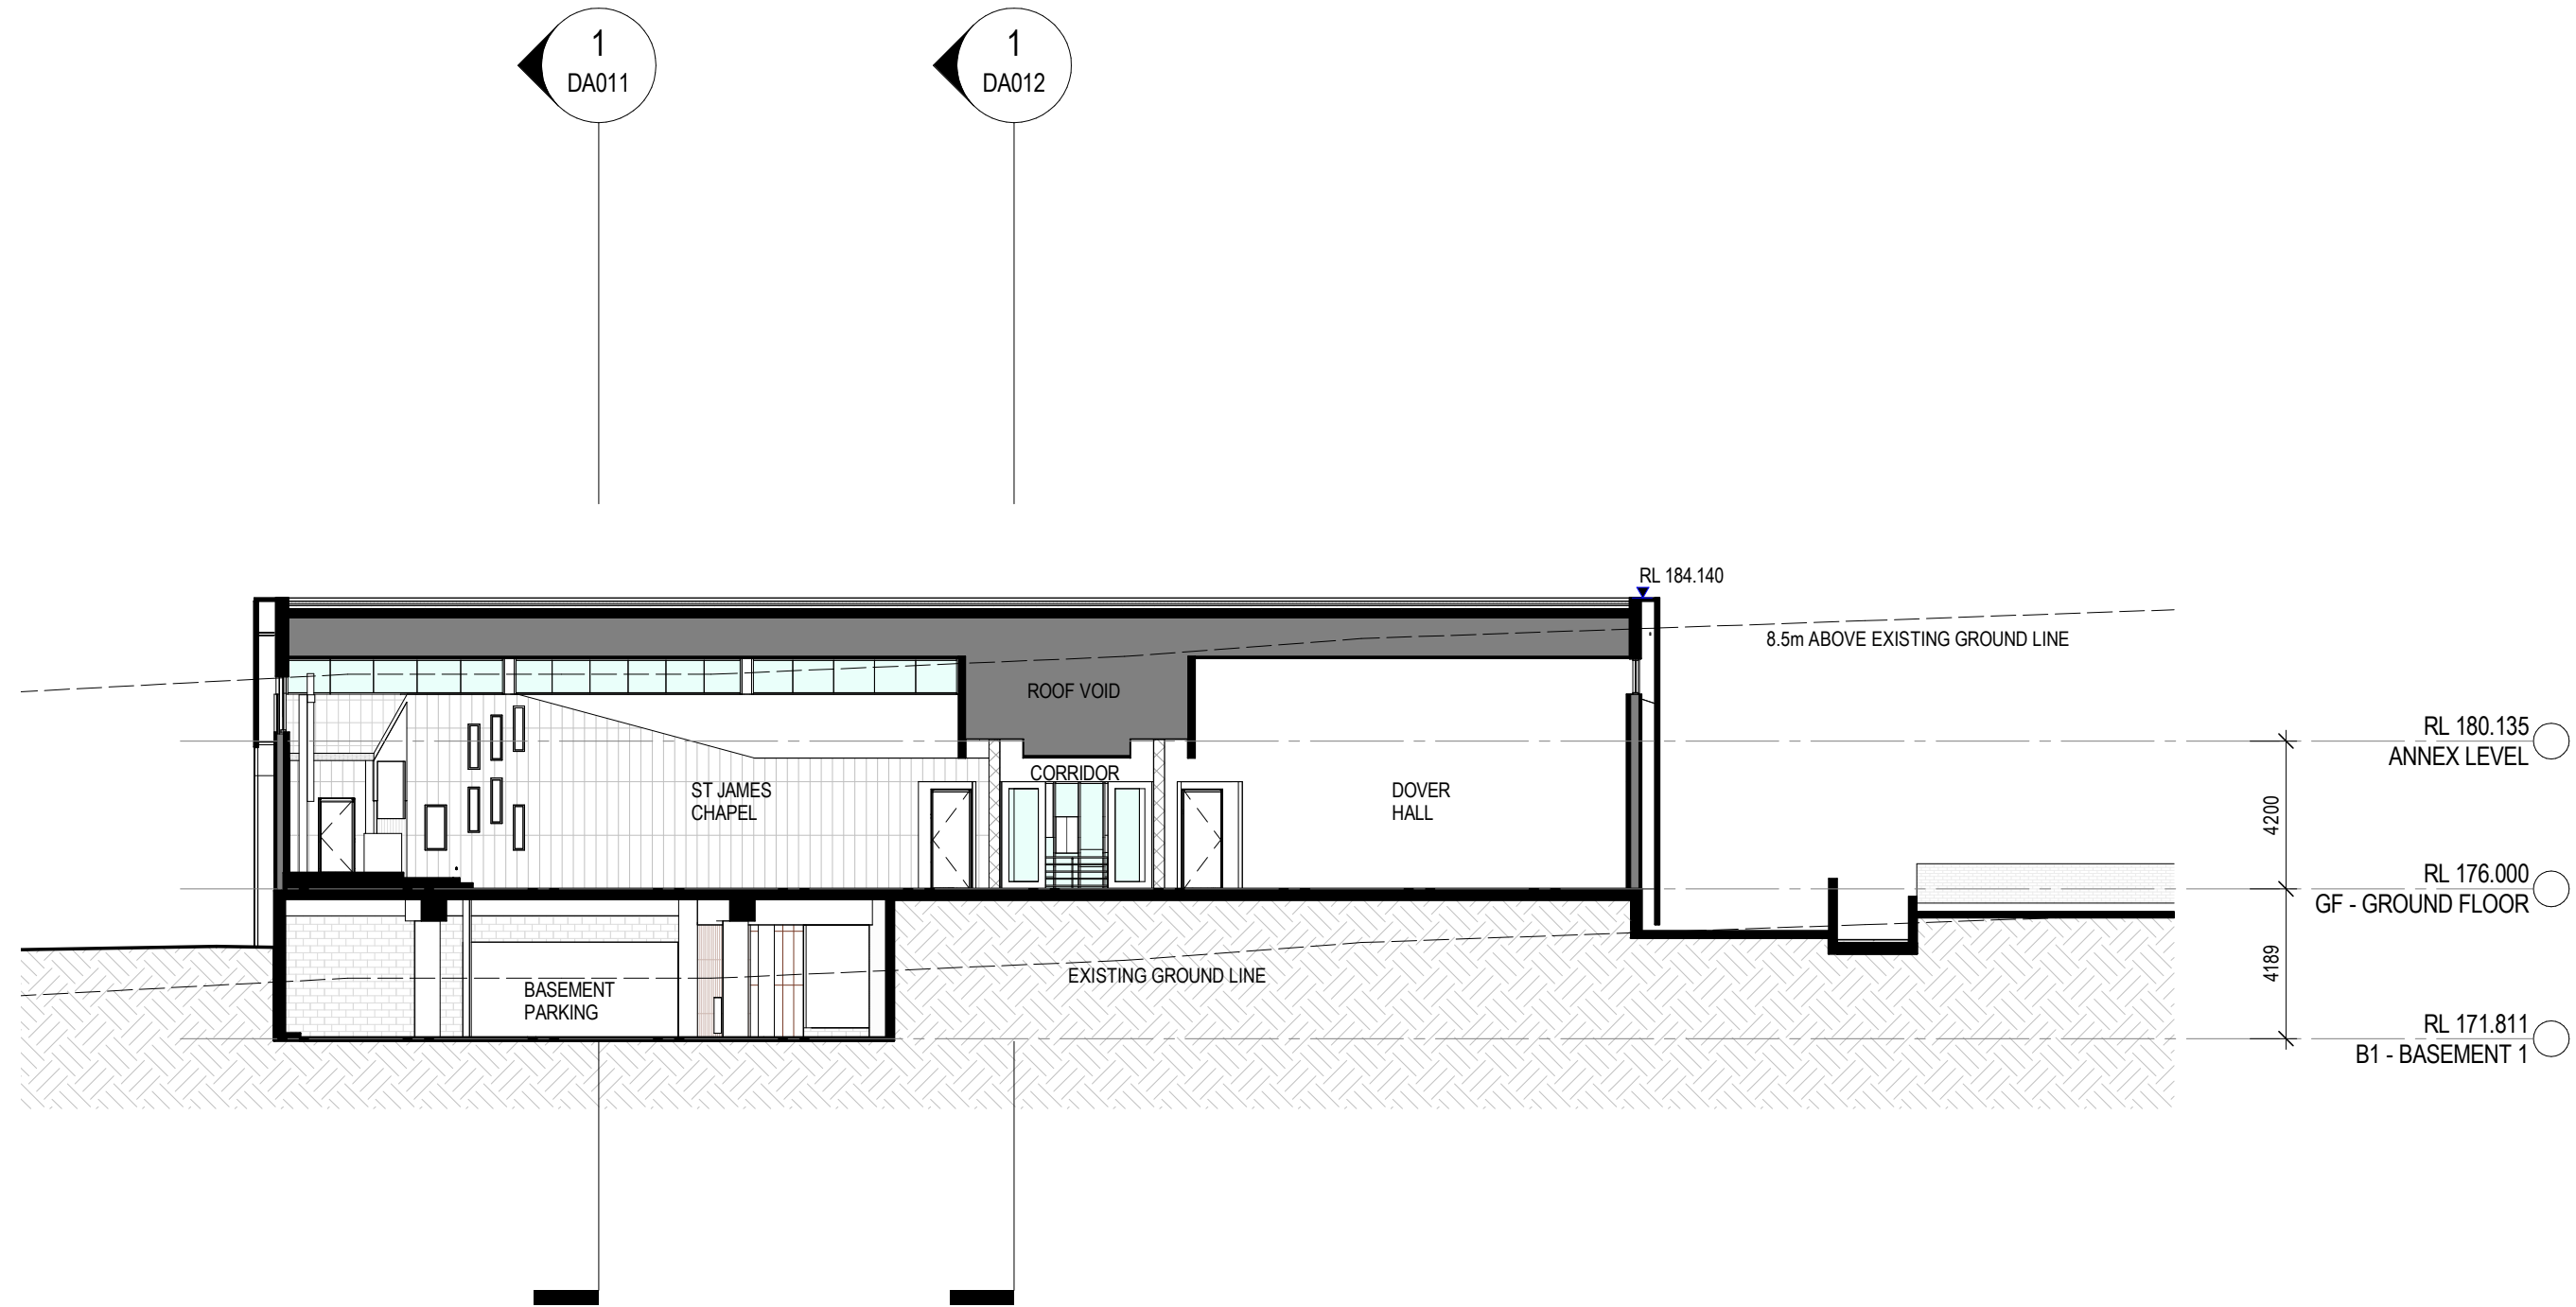 1
DA011
1
DA012
RL 184.140
8.5m ABOVE EXISTING GROUND LINE
ROOF VOID
RL 180.135
ANNEX LEVEL
CORRIDOR
ST JAMES
CHAPEL
DOVER
HALL
4200
RL 176.000
GF - GROUND FLOOR
EXISTING GROUND LINE
4189
BASEMENT
PARKING
RL 171.811
B1 - BASEMENT 1